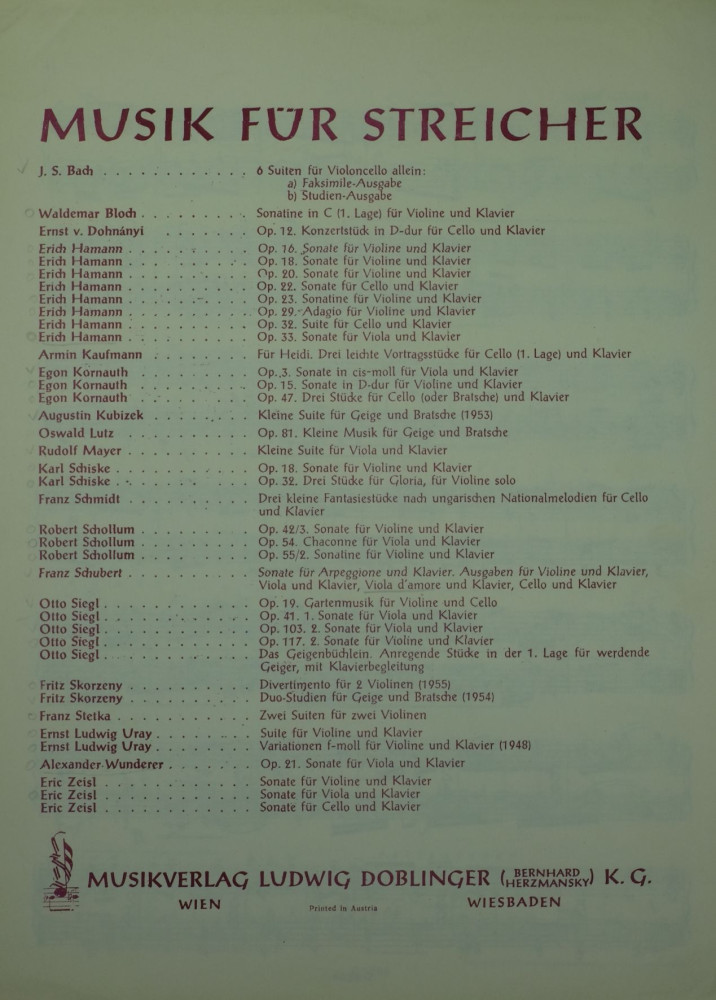 MUSIK FÜR STREICHER
J. S. Bach . . . . . . . . . . . . 6 Suiten für Violoncello allein:
a) Faksimile-Ausgabe
b) Studien-Ausgabe
Waldemar Bloch . . . . . . . . Sonatine in C (1. Lage) für Violine und Klavier
Ernst v. Dohnányi . . . . . . . Op. 12. Konzertstück in D-dur für Cello und Klavier
Erich Hamann . . . . . . . . . . Op. 16. Sonate für Violine und Klavier
Erich Hamann . . . . . . . . . . Op. 18. Sonate für Violine und Klavier
Erich Hamann . . . . . . . . . . Op. 20. Sonate für Violine und Klavier
Erich Hamann . . . . . . . . . . Op. 22. Sonate für Cello und Klavier
Erich Hamann . . . . . . . . . . Op. 23. Sonatine für Violine und Klavier
Erich Hamann . . . . . . . . . . Op. 29. Adagio für Violine und Klavier
Erich Hamann . . . . . . . . . . Op. 32. Suite für Cello und Klavier
Erich Hamann . . . . . . . . . . Op. 33. Sonate für Viola und Klavier
Armin Kaufmann . . . . . . . . Für Heidi. Drei leichte Vortragsstücke für Cello (1. Lage) und Klavier
Egon Kornauth . . . . . . . . . Op. 3. Sonate in cis-moll für Viola und Klavier
Egon Kornauth . . . . . . . . . Op. 15. Sonate in D-dur für Violine und Klavier
Egon Kornauth . . . . . . . . . Op. 47. Drei Stücke für Cello (oder Bratsche) und Klavier
Augustin Kubizek . . . . . . . . Kleine Suite für Geige und Bratsche (1953)
Oswald Lutz . . . . . . . . . . Op. 81. Kleine Musik für Geige und Bratsche
Rudolf Mayer . . . . . . . . . . Kleine Suite für Viola und Klavier
Karl Schiske . . . . . . . . . . . Op. 18. Sonate für Violine und Klavier
Karl Schiske . . . . . . . . . . . Op. 32. Drei Stücke für Gloria, für Violine solo
Franz Schmidt . . . . . . . . . . Drei kleine Fantasiestücke nach ungarischen Nationalmelodien für Cello
und Klavier
Robert Schollum . . . . . . . . . Op. 42/3. Sonate für Violine und Klavier
Robert Schollum . . . . . . . . . Op. 54. Chaconne für Viola und Klavier
Robert Schollum . . . . . . . . . Op. 55/2. Sonatine für Violine und Klavier
Franz Schubert . . . . . . . . . . Sonate für Arpeggione und Klavier. Ausgaben für Violine und Klavier,
Viola und Klavier, Viola d'amore und Klavier, Cello und Klavier
Otto Siegl . . . . . . . . . . . . Op. 19. Gartenmusik für Violine und Cello
Otto Siegl . . . . . . . . . . . . Op. 41. 1. Sonate für Viola und Klavier
Otto Siegl . . . . . . . . . . . . Op. 103. 2. Sonate für Viola und Klavier
Otto Siegl . . . . . . . . . . . . Op. 117. 2. Sonate für Violine und Klavier
Otto Siegl . . . . . . . . . . . . Das Geigenbüchlein. Anregende Stücke in der 1. Lage für werdende
Geiger, mit Klavierbegleitung
Fritz Skorzeny . . . . . . . . . . Divertimento für 2 Violinen (1955)
Fritz Skorzeny . . . . . . . . . . Duo-Studien für Geige und Bratsche (1954)
Franz Stetka . . . . . . . . . . . Zwei Suiten für zwei Violinen
Ernst Ludwig Uray . . . . . . . . Suite für Violine und Klavier
Ernst Ludwig Uray . . . . . . . . Variationen f-moll für Violine und Klavier (1948)
Alexander Wunderer . . . . . . . Op. 21. Sonate für Viola und Klavier
Eric Zeisl . . . . . . . . . . . . Sonate für Violine und Klavier
Eric Zeisl . . . . . . . . . . . . Sonate für Viola und Klavier
Eric Zeisl . . . . . . . . . . . . Sonate für Cello und Klavier
MUSIKVERLAG LUDWIG DOBLINGER (BERNHARD HERZMANSKY) K. G.
WIEN Printed in Austria WIESBADEN